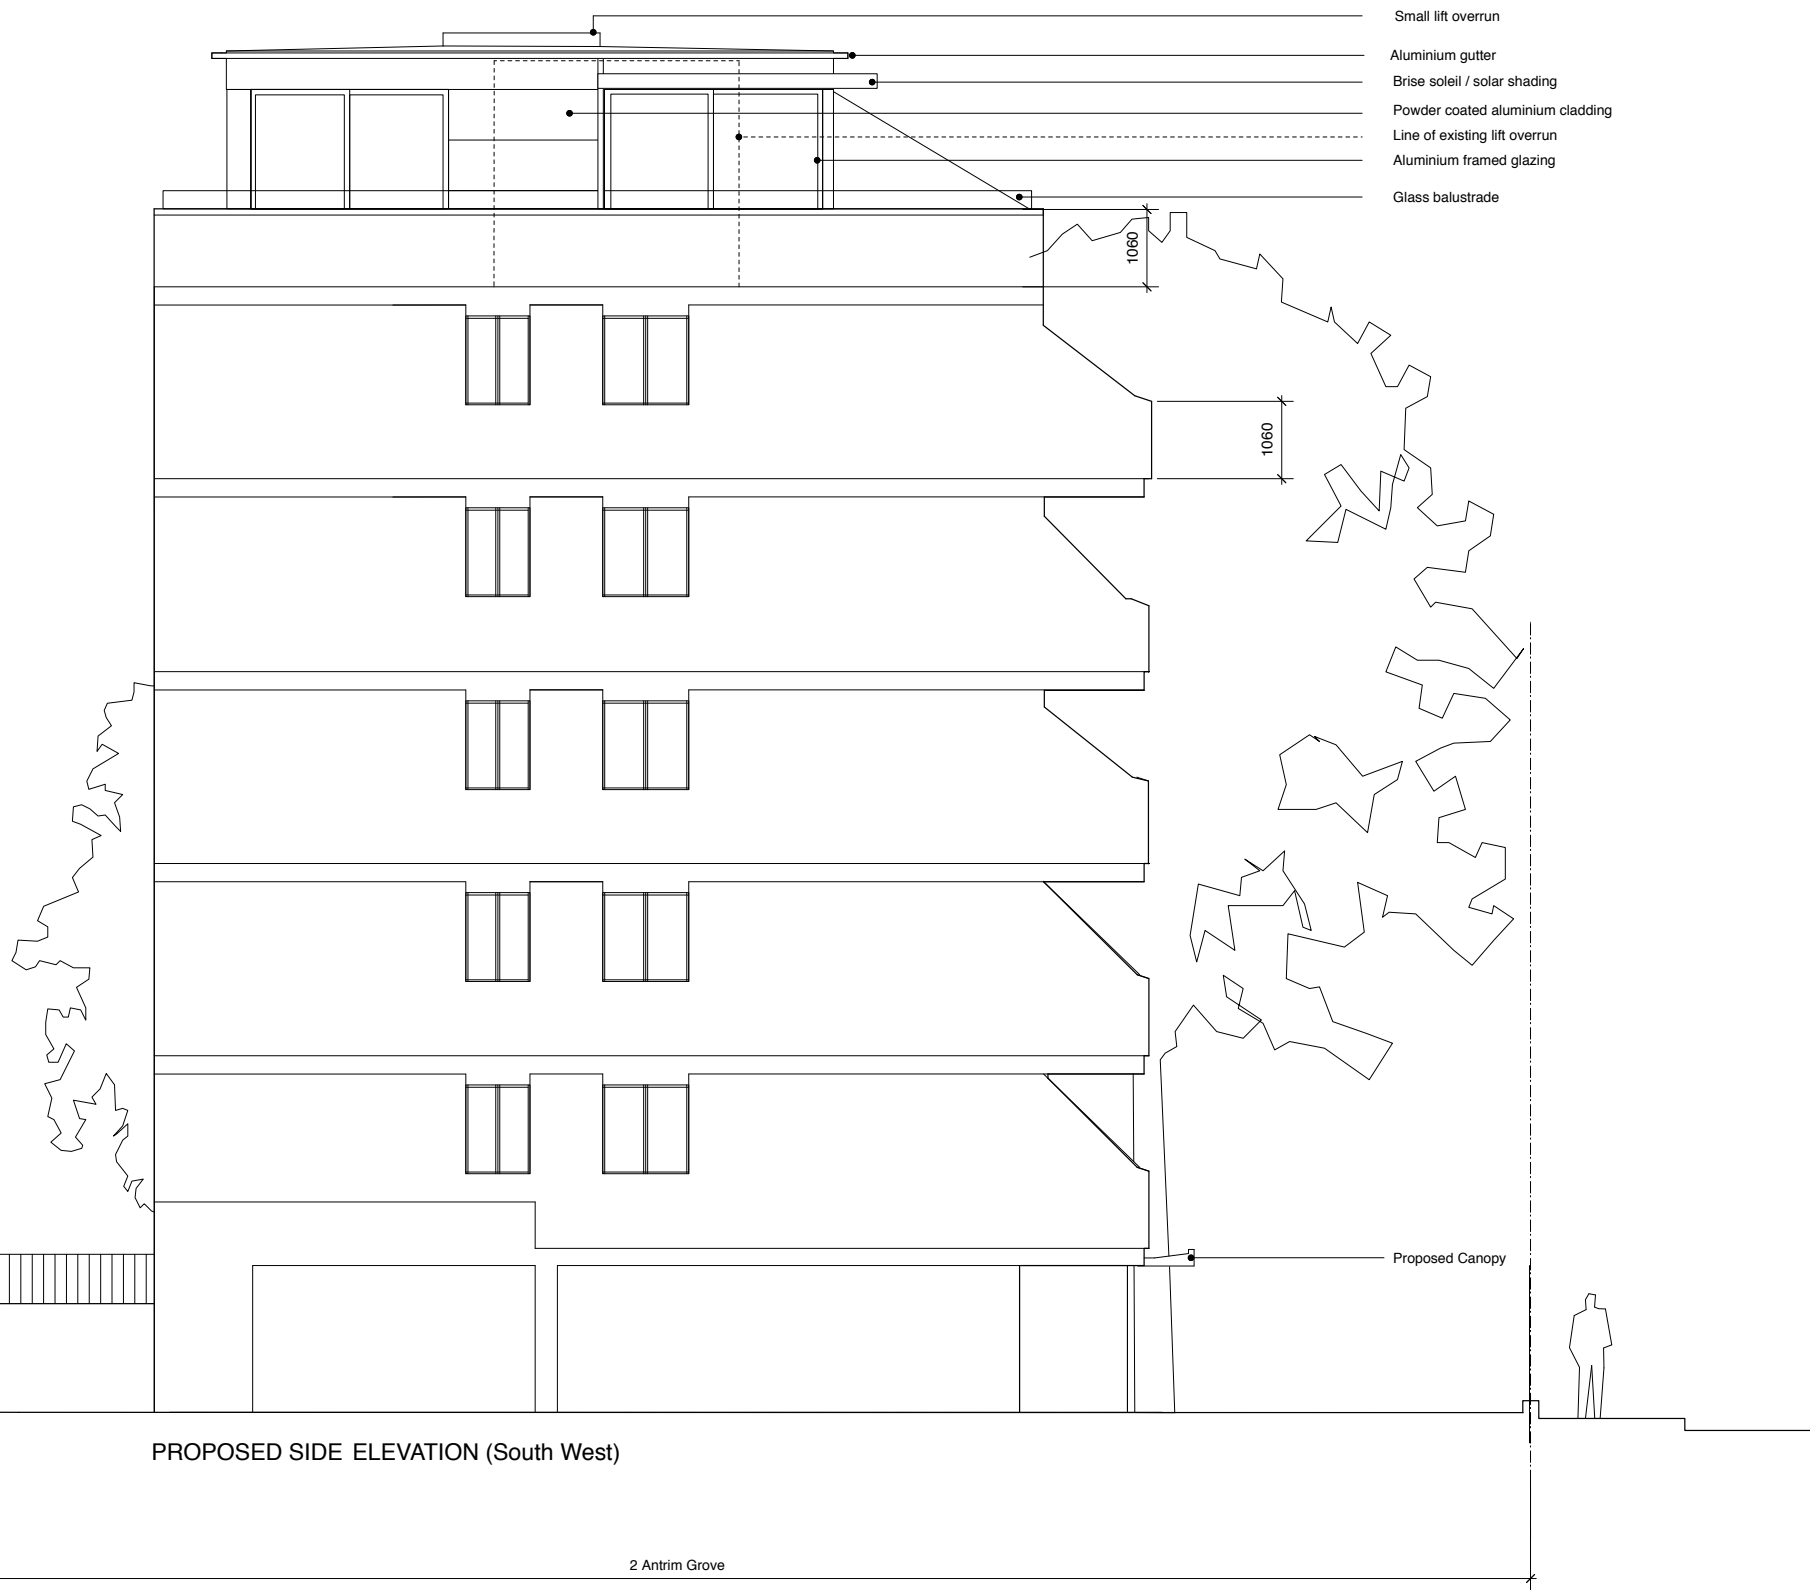 Small lift overrun
Aluminium gutter
Brise soleil / solar shading
Powder coated aluminium cladding
Line of existing lift overrun
Aluminium framed glazing
Glass balustrade
1060
1060
Proposed Canopy
PROPOSED SIDE ELEVATION (South West)
2 Antrim Grove